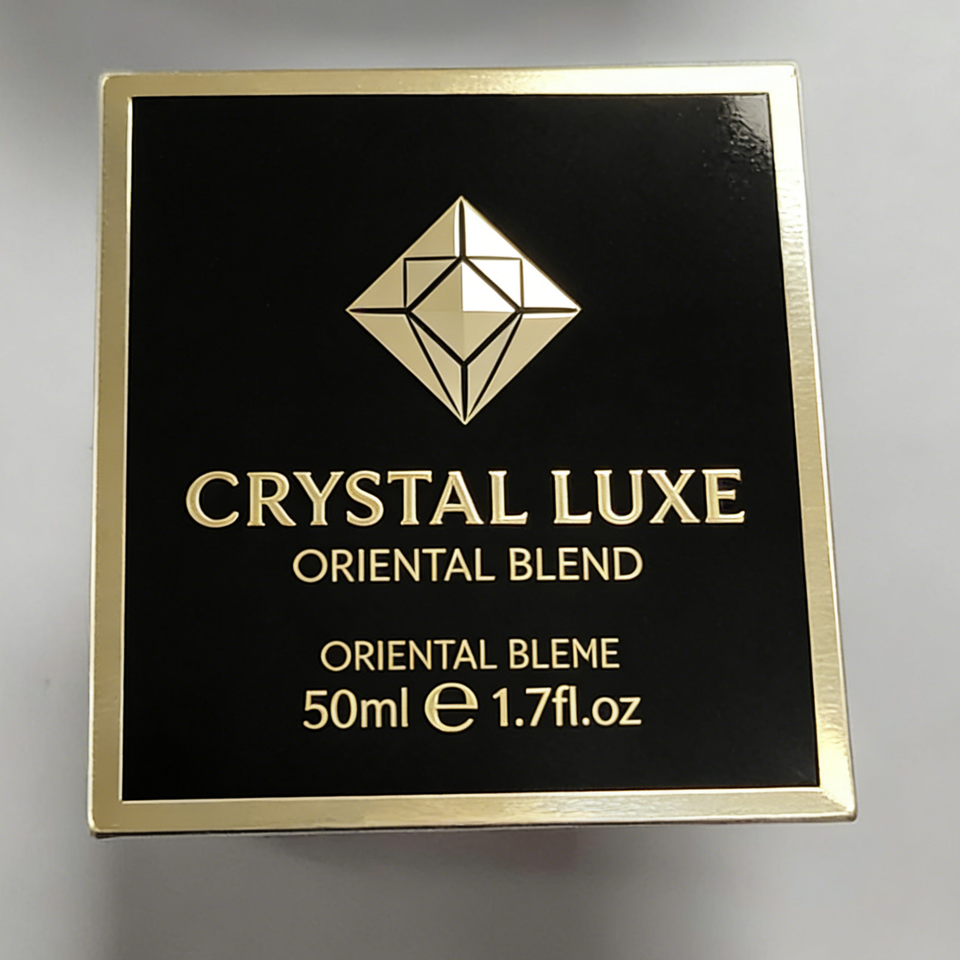 CRYSTAL LUXE
ORIENTAL BLEND
ORIENTAL BLEME
50ml e 1.7fl.oz